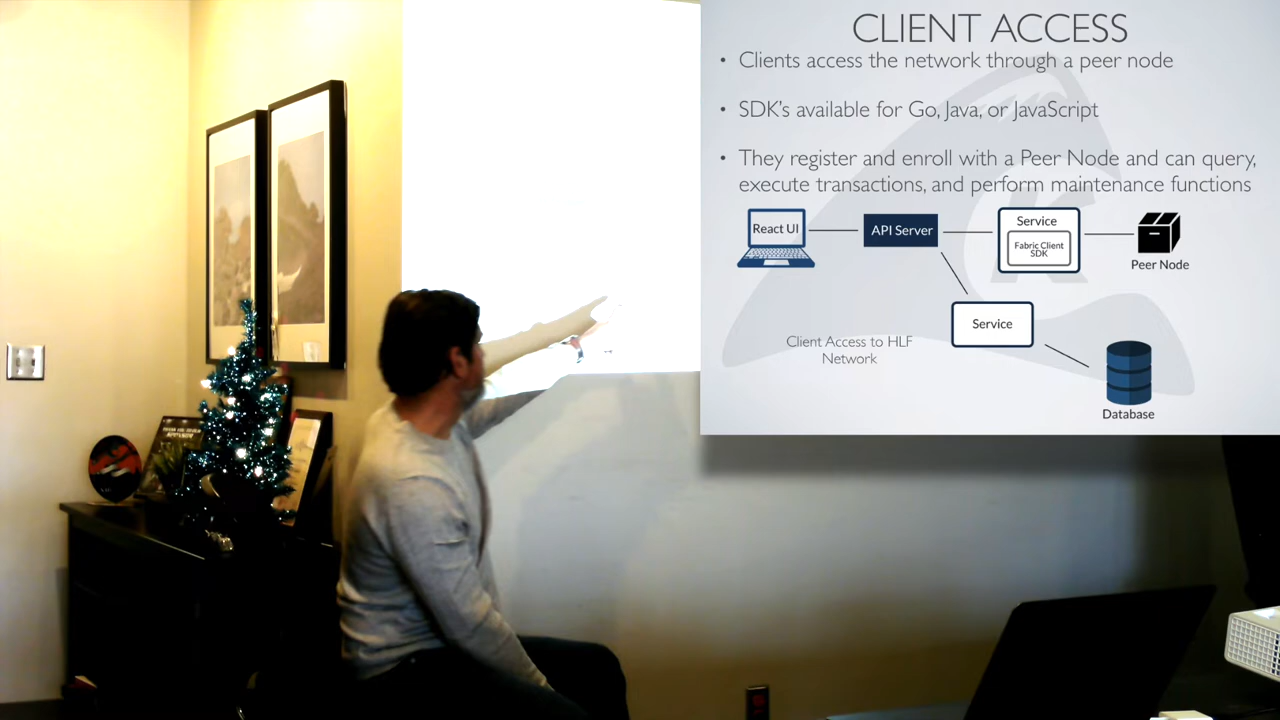 CLIENT ACCESS
• Clients access the network through a peer node
• SDK's available for Go, Java, or JavaScript
• They register and enroll with a Peer Node and can query,
execute transactions, and perform maintenance functions
React UI
API Server
Service
Fabric Client
SDK
Peer Node
Service
Client Access to HLF
Network
Database